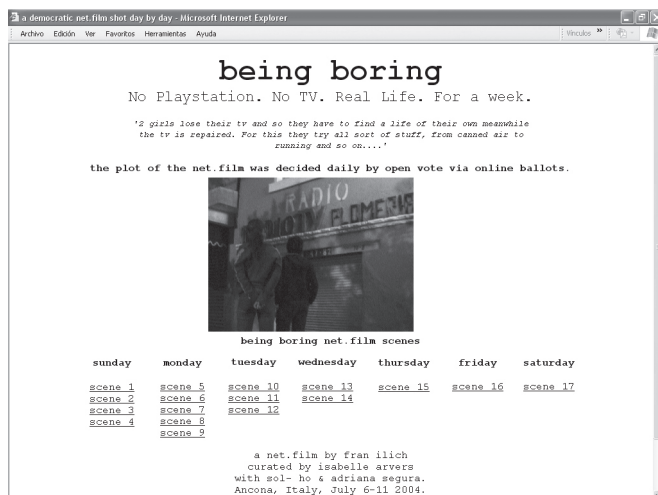 a democratic net.film shot day by day - Microsoft Internet Explorer
Archivo Edición Ver Favoritos Herramientas Ayuda
Vínculos »
being boring
No Playstation. No TV. Real Life. For a week.
'2 girls lose their tv and so they have to find a life of their own meanwhile
the tv is repaired. For this they try all sort of stuff, from canned air to
running and so on....'
the plot of the net.film was decided daily by open vote via online ballots.
RADIO
being boring net.film scenes
sunday monday tuesday wednesday thursday friday saturday
scene 1 scene 5 scene 10 scene 13 scene 15 scene 16 scene 17
scene 2 scene 6 scene 11 scene 14
scene 3 scene 7 scene 12
scene 4 scene 8
scene 9
a net.film by fran ilich
curated by isabelle arvers
with sol- ho & adriana segura.
Ancona, Italy, July 6-11 2004.